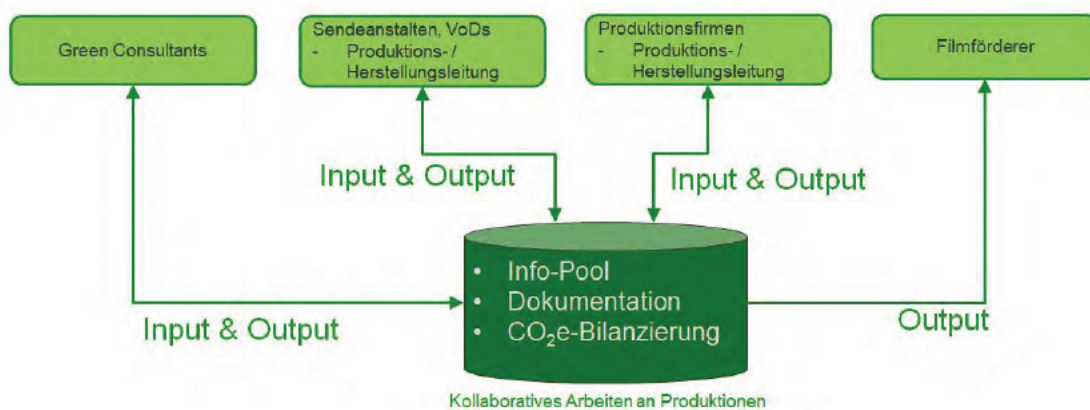 Green Consultants
Sendeanstalten, VoDs
- Produktions- /
Herstellungsleitung
Produktionsfirmen
- Produktions- /
Herstellungsleitung
Filmförderer
Input & Output
Input & Output
• Info-Pool
• Dokumentation
• CO₂e-Bilanzierung
Input & Output
Output
Kollaboratives Arbeiten an Produktionen